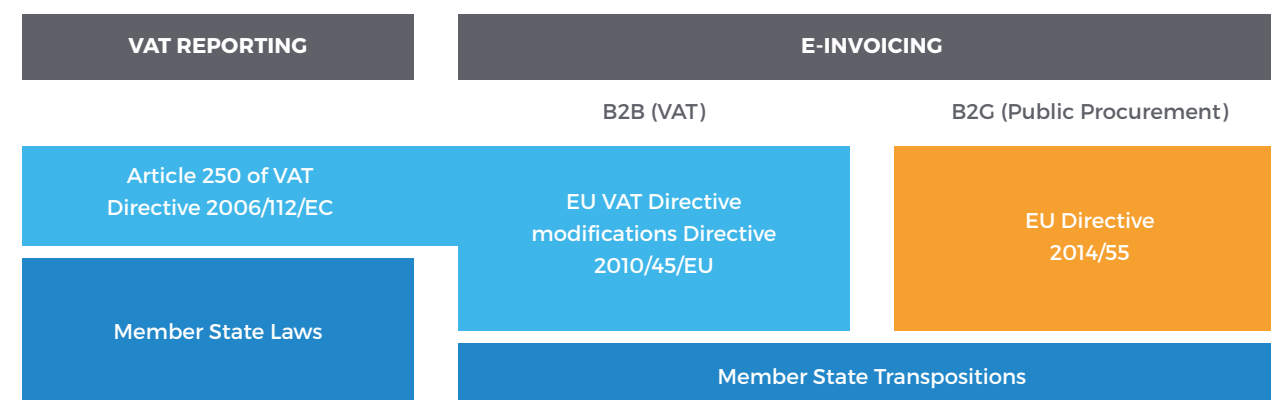 VAT REPORTING
E-INVOICING
B2B (VAT)
B2G (Public Procurement)
Article 250 of VAT
Directive 2006/112/EC
EU VAT Directive
modifications Directive
2010/45/EU
EU Directive
2014/55
Member State Laws
Member State Transpositions